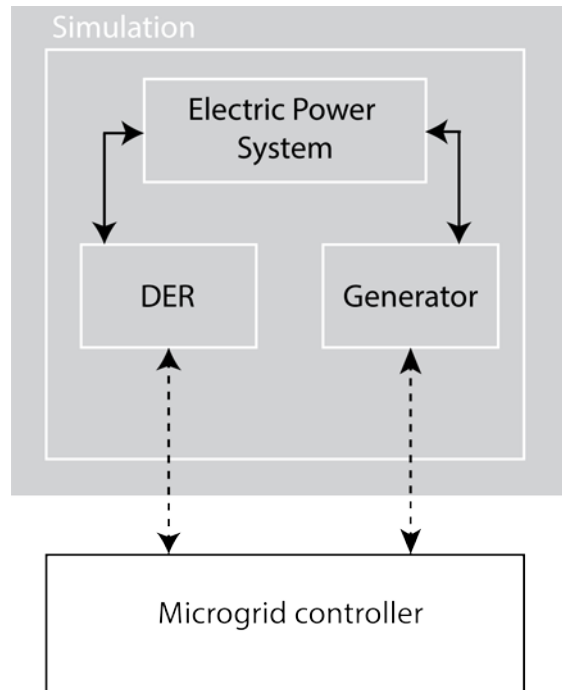 Simulation
Electric Power
System
DER
Generator
Microgrid controller